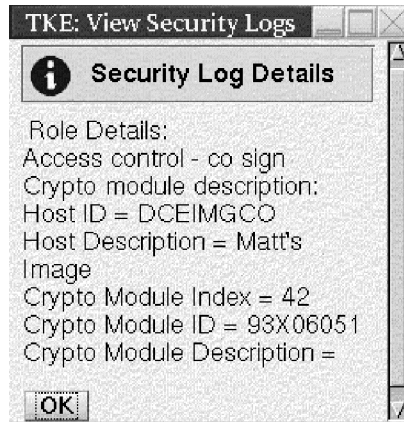 TKE: View Security Logs
Security Log Details
Role Details:
Access control - co sign
Crypto module description:
Host ID = DCEIMGCO
Host Description = Matt's
Image
Crypto Module Index = 42
Crypto Module ID = 93X06051
Crypto Module Description =
OK